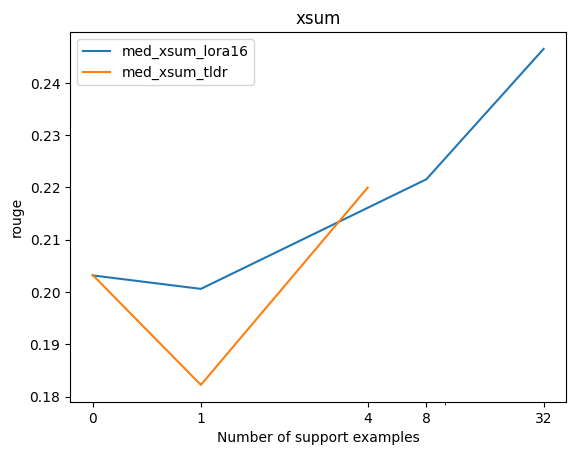 xsum
med_xsum_lora16
med_xsum_tldr
rouge
0.24
0.23
0.22
0.21
0.20
0.19
0.18
0 1 4 8 32
Number of support examples